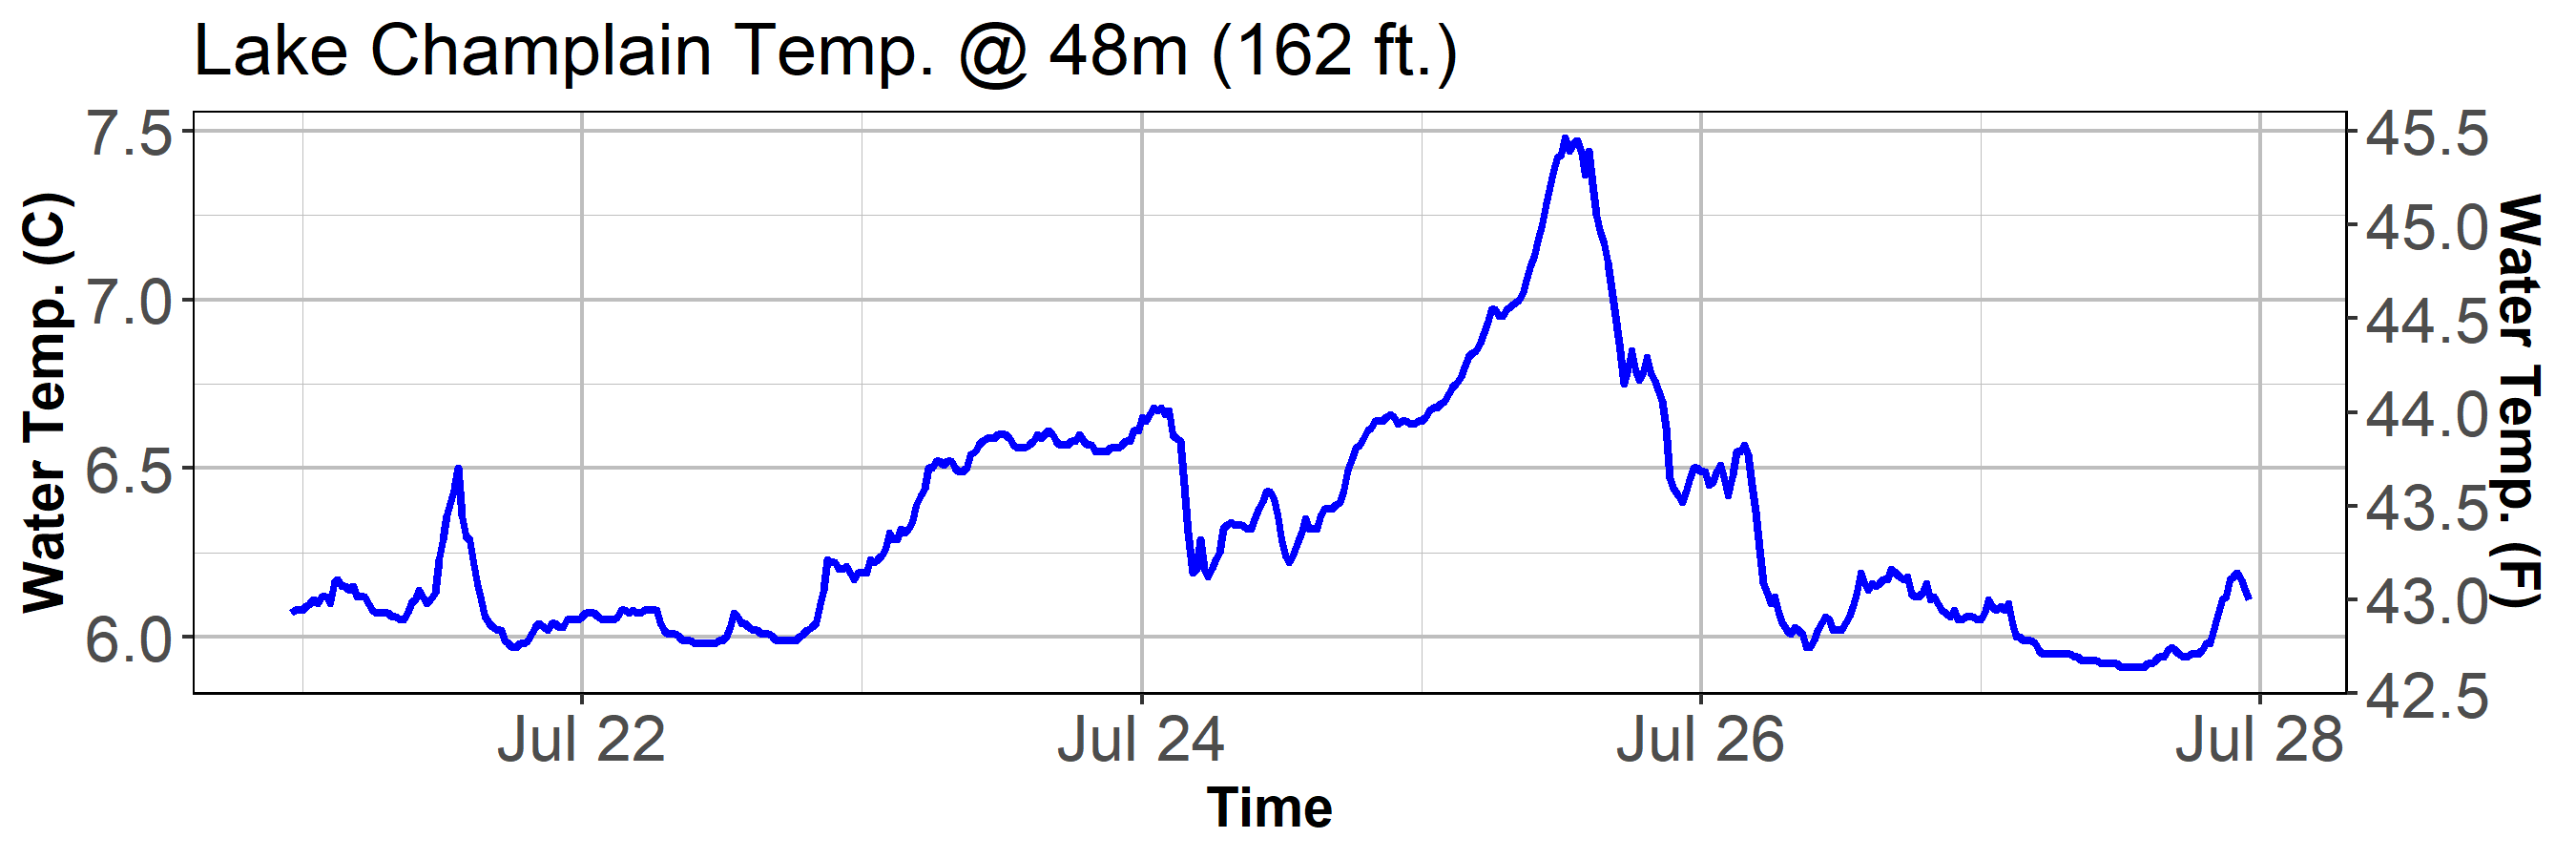 Lake Champlain Temp. @ 48m (162 ft.)
Water Temp. (C)
7.5
7.0
6.5
6.0
45.5
45.0
44.5
44.0
43.5
43.0
42.5
Water Temp. (F)
Jul 22 Jul 24 Jul 26 Jul 28
Time